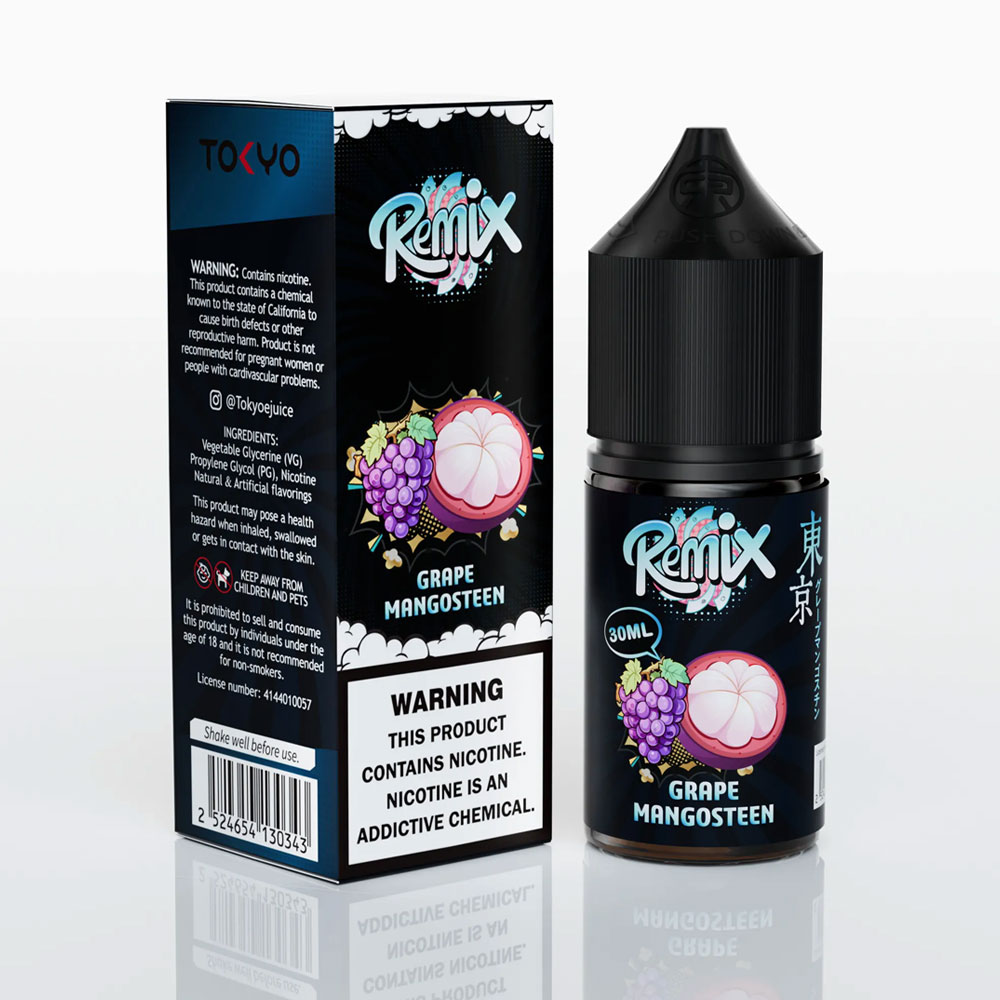 TOKYO
WARNING: Contains nicotine.
This product contains a chemical
known to the state of California to
cause birth defects or other
reproductive harm. Product is not
recommended for pregnant women or
people with cardivascular problems.
@Tokyoejuice
INGREDIENTS:
Vegetable Glycerine (VG)
Propylene Glycol (PG), Nicotine
Natural & Artificial flavorings
This product may pose a health
hazard when inhaled, swallowed
or gets in contact with the skin.
KEEP AWAY FROM
CHILDREN AND PETS
It is prohibited to sell and consume
this product by individuals under the
age of 18 and it is not recommended
for non-smokers.
License number: 4144010057
Shake well before use.
2 524654 130343
Remix
GRAPE
MANGOSTEEN
WARNING
THIS PRODUCT
CONTAINS NICOTINE.
NICOTINE IS AN
ADDICTIVE CHEMICAL.
PUSH DOWN
Remix
東京
グレープマンゴスチン
30ML
GRAPE
MANGOSTEEN